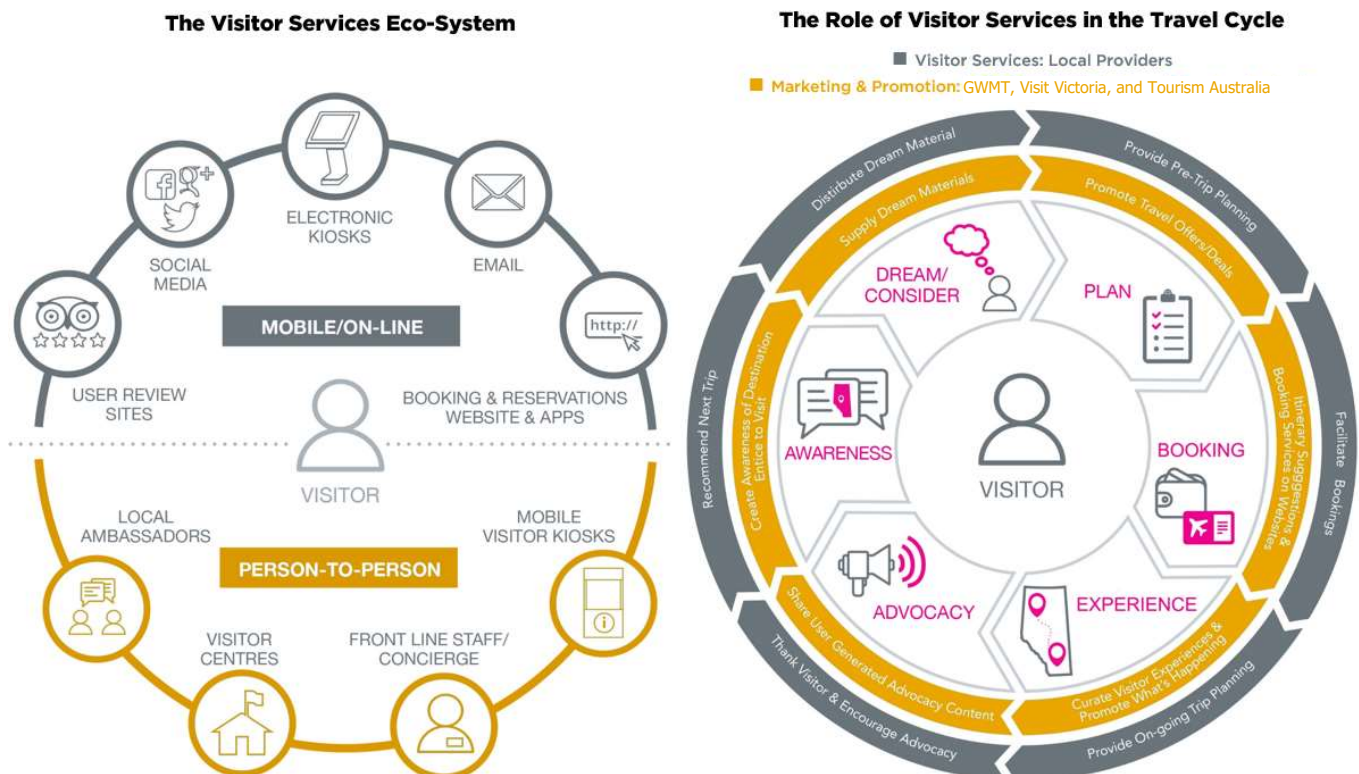 The Visitor Services Eco-System
ELECTRONIC
KIOSKS
SOCIAL
MEDIA
EMAIL
MOBILE/ON-LINE
http://
USER REVIEW
SITES
BOOKING & RESERVATIONS
WEBSITE & APPS
VISITOR
LOCAL
AMBASSADORS
MOBILE
VISITOR KIOSKS
PERSON-TO-PERSON
VISITOR
CENTRES
FRONT LINE STAFF/
CONCIERGE
The Role of Visitor Services in the Travel Cycle
Visitor Services: Local Providers
Marketing & Promotion: GWMT, Visit Victoria, and Tourism Australia
Distirbute Dream Material
Provide Pre-Trip Planning
Facilitate Bookings
Provide On-going Trip Planning
Thank Visitor & Encourage Advocacy
Recommend Next Trip
Supply Dream Materials
Promote Travel Offers/Deals
Itinerary Suggestions &
Booking Services on Websites
Curate Visitor Experiences &
Promote What's Happening
Share User Generated Advocacy Content
Create Awareness of Destination
Entice to Visit
DREAM/
CONSIDER
PLAN
BOOKING
EXPERIENCE
ADVOCACY
AWARENESS
VISITOR